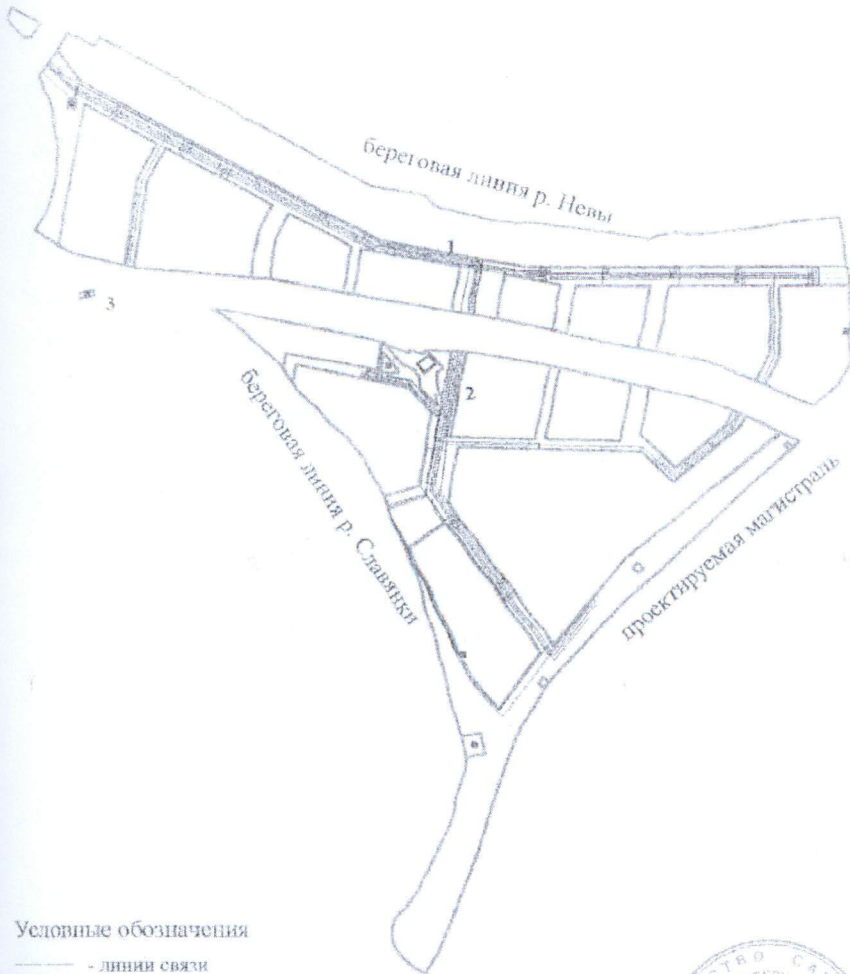 береговая линия р. Невы
1
3
2
береговая линия р. Славянки
проектируемая магистраль
Условные обозначения
- линии связи